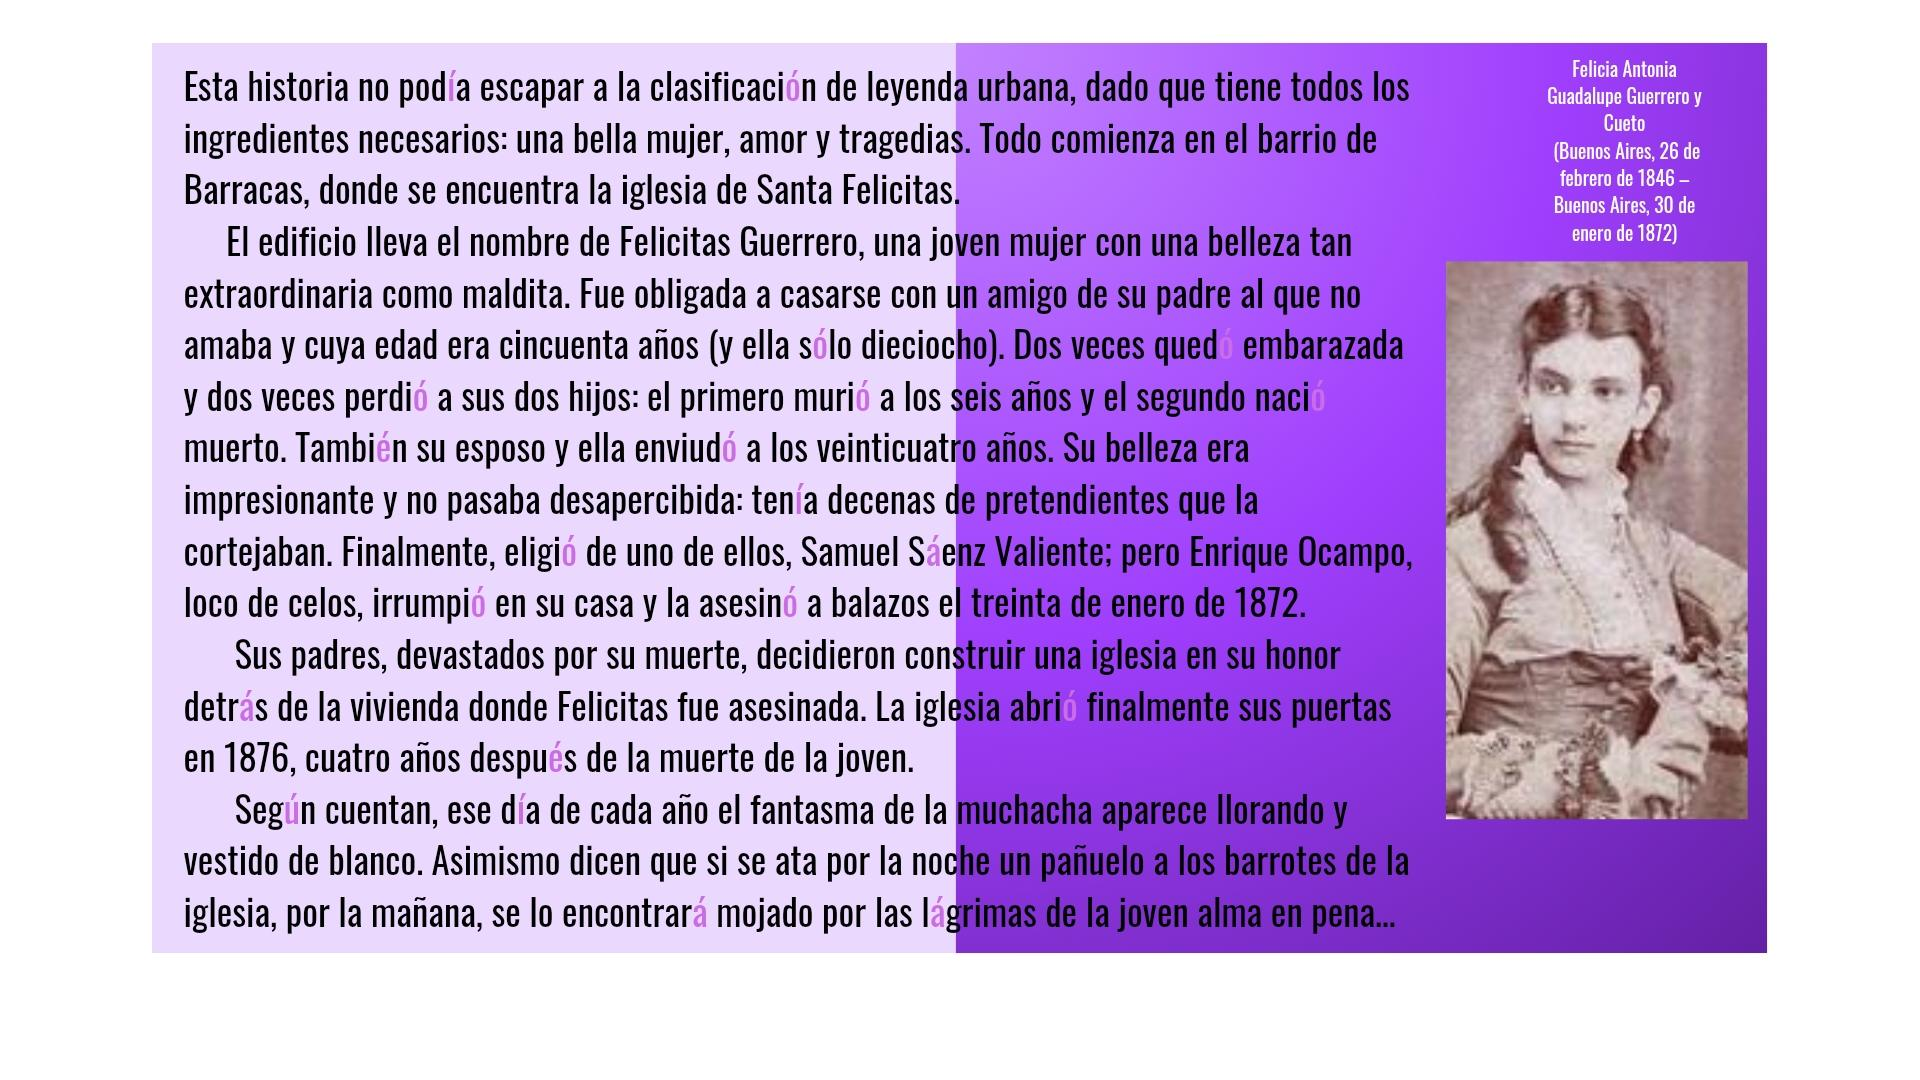 Esta historia no podía escapar a la clasificación de leyenda urbana, dado que tiene todos los
ingredientes necesarios: una bella mujer, amor y tragedias. Todo comienza en el barrio de
Barracas, donde se encuentra la iglesia de Santa Felicitas.
El edificio lleva el nombre de Felicitas Guerrero, una joven mujer con una belleza tan
extraordinaria como maldita. Fue obligada a casarse con un amigo de su padre al que no
amaba y cuya edad era cincuenta años (y ella sólo dieciocho). Dos veces quedó embarazada
y dos veces perdió a sus dos hijos: el primero murió a los seis años y el segundo nació
muerto. También su esposo y ella enviudó a los veinticuatro años. Su belleza era
impresionante y no pasaba desapercibida: tenía decenas de pretendientes que la
cortejaban. Finalmente, eligió de uno de ellos, Samuel Sáenz Valiente; pero Enrique Ocampo,
loco de celos, irrumpió en su casa y la asesinó a balazos el treinta de enero de 1872.
Sus padres, devastados por su muerte, decidieron construir una iglesia en su honor
detrás de la vivienda donde Felicitas fue asesinada. La iglesia abrió finalmente sus puertas
en 1876, cuatro años después de la muerte de la joven.
Según cuentan, ese día de cada año el fantasma de la muchacha aparece llorando y
vestido de blanco. Asimismo dicen que si se ata por la noche un pañuelo a los barrotes de la
iglesia, por la mañana, se lo encontrará mojado por las lágrimas de la joven alma en pena...
Felicia Antonia
Guadalupe Guerrero y
Cueto
(Buenos Aires, 26 de
febrero de 1846 –
Buenos Aires, 30 de
enero de 1872)